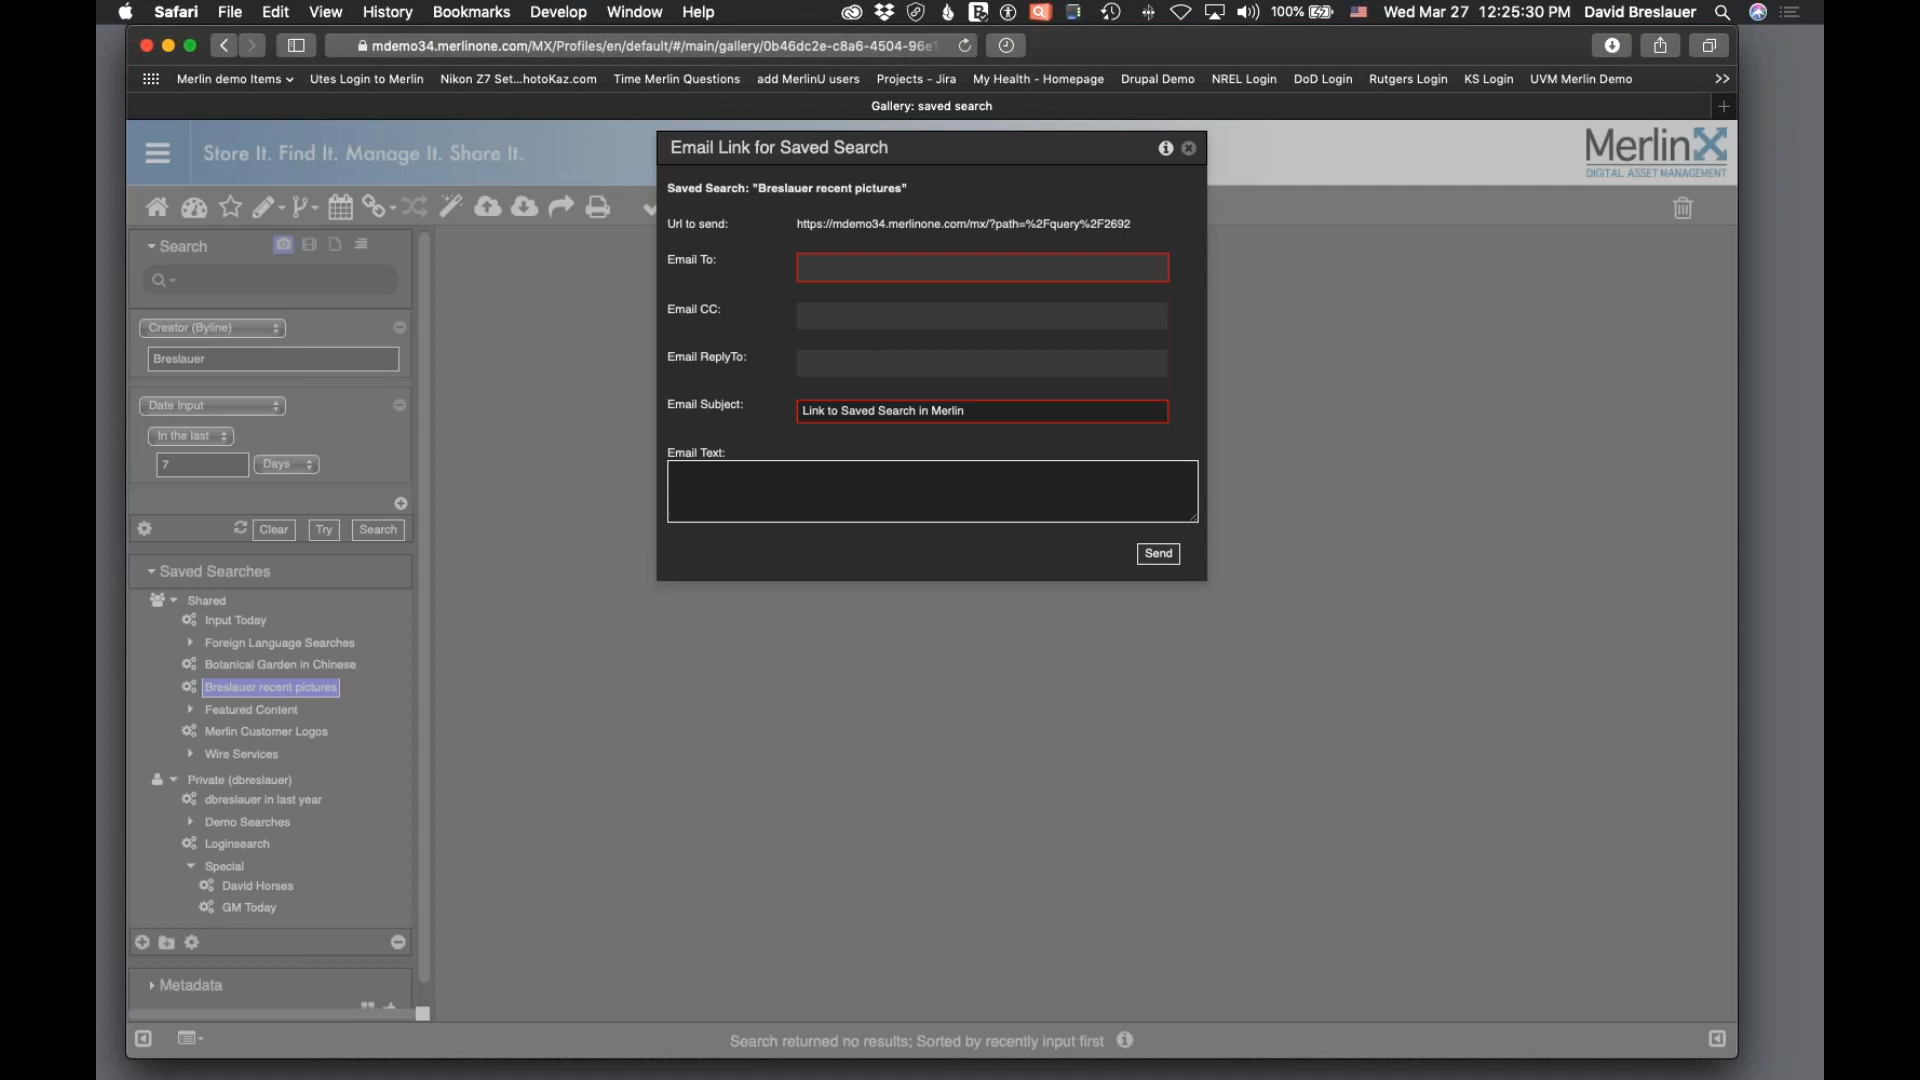 Safari File Edit View History Bookmarks Develop Window Help
100% Wed Mar 27 12:25:30 PM David Breslauer
mdemo34.merlinone.com/MX/Profiles/en/default/#/main/gallery/0b46dc2e-c8a6-4504-96e1
Merlin demo Items Utes Login to Merlin Nikon Z7 Set...hotoKaz.com Time Merlin Questions add MerlinU users Projects - Jira My Health - Homepage Drupal Demo NREL Login DoD Login Rutgers Login KS Login UVM Merlin Demo
Gallery: saved search
Store It. Find It. Manage It. Share It.
MerlinX
DIGITAL ASSET MANAGEMENT
Email Link for Saved Search
Saved Search: "Breslauer recent pictures"
Url to send: https://mdemo34.merlinone.com/mx/?path=%2Fquery%2F2692
Email To:
Email CC:
Email ReplyTo:
Email Subject: Link to Saved Search in Merlin
Email Text:
Send
Search
Creator (Byline)
Breslauer
Date Input
In the last
7 Days
Clear Try Search
Saved Searches
Shared
Input Today
Foreign Language Searches
Botanical Garden in Chinese
Breslauer recent pictures
Featured Content
Merlin Customer Logos
Wire Services
Private (dbreslauer)
dbreslauer in last year
Demo Searches
Loginsearch
Special
David Horses
GM Today
Metadata
Search returned no results; Sorted by recently input first